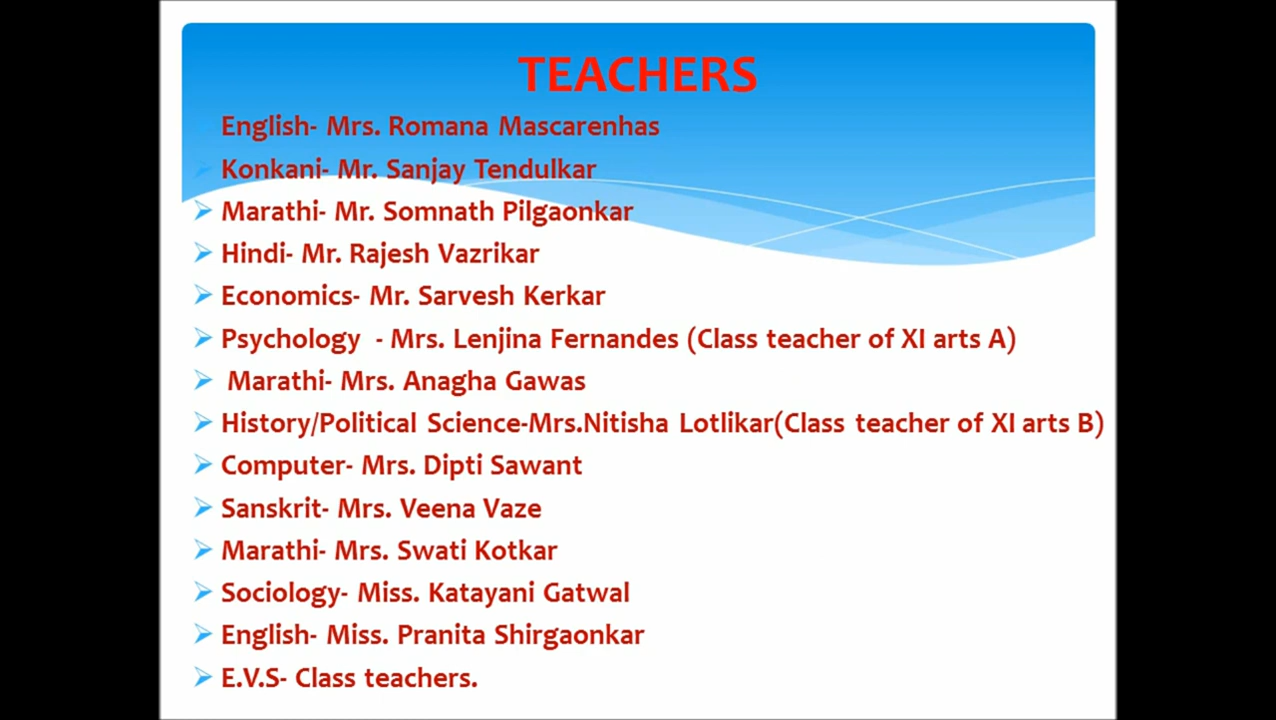 TEACHERS
English- Mrs. Romana Mascarenhas
Konkani- Mr. Sanjay Tendulkar
Marathi- Mr. Somnath Pilgaonkar
Hindi- Mr. Rajesh Vazrikar
Economics- Mr. Sarvesh Kerkar
Psychology - Mrs. Lenjina Fernandes (Class teacher of XI arts A)
Marathi- Mrs. Anagha Gawas
History/Political Science-Mrs.Nitisha Lotlikar(Class teacher of XI arts B)
Computer- Mrs. Dipti Sawant
Sanskrit- Mrs. Veena Vaze
Marathi- Mrs. Swati Kotkar
Sociology- Miss. Katayani Gatwal
English- Miss. Pranita Shirgaonkar
E.V.S- Class teachers.